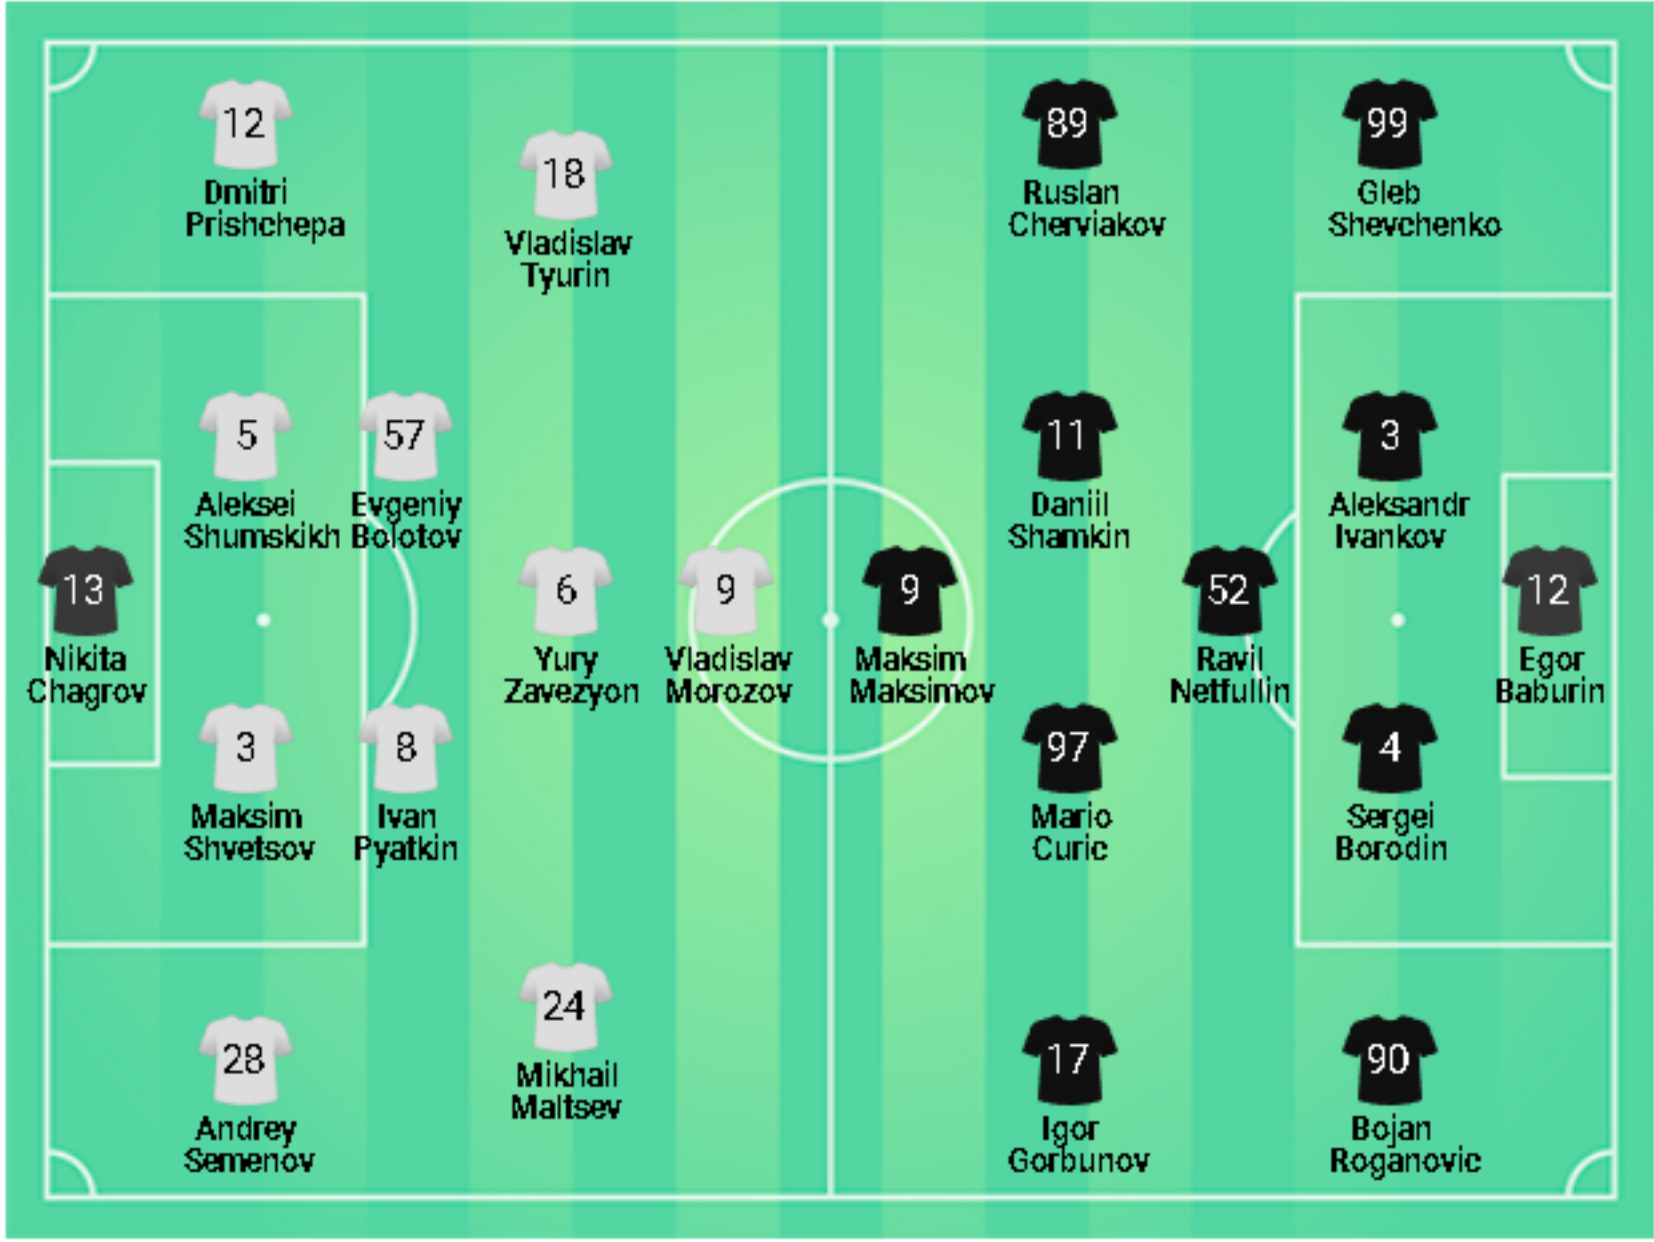 12
Dmitri
Prishchepa
18
Vladislav
Tyurin
89
Ruslan
Cherviakov
99
Gleb
Shevchenko
5
Aleksei
Shumskikh
57
Evgeniy
Bolotov
11
Daniil
Shamkin
3
Aleksandr
Ivankov
13
Nikita
Chagrov
6
Yury
Zavezyon
9
Vladislav
Morozov
9
Maksim
Maksimov
52
Ravil
Netfullin
12
Egor
Baburin
3
Maksim
Shvetsov
8
Ivan
Pyatkin
97
Mario
Curic
4
Sergei
Borodin
28
Andrey
Semenov
24
Mikhail
Maltsev
17
Igor
Gorbunov
90
Bojan
Roganovic